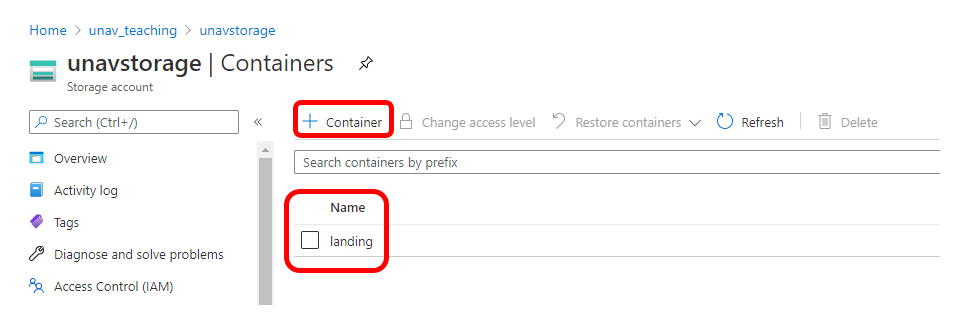 Home > unav_teaching > unavstorage
unavstorage | Containers
Storage account
Search (Ctrl+/)
«
+ Container
Change access level
Restore containers
Refresh
Delete
Search containers by prefix
Overview
Activity log
Tags
Diagnose and solve problems
Access Control (IAM)
Name
landing